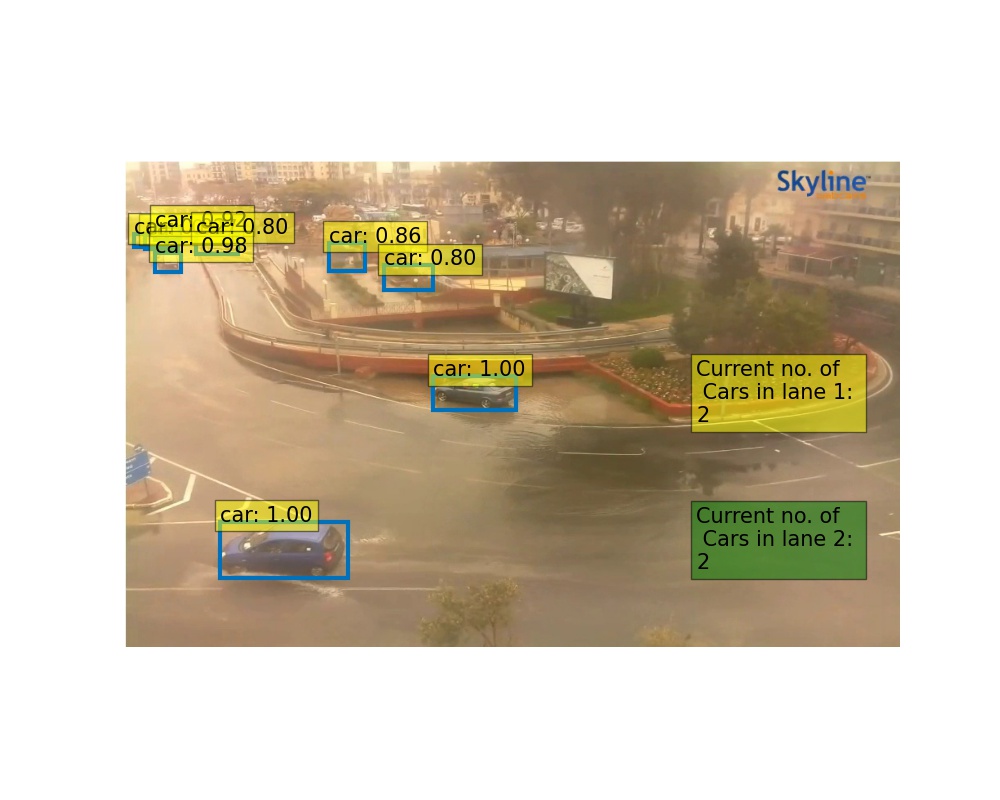 Skyline
car: 0.92
car: 0.80
car: 0.98
car: 0.86
car: 0.80
car: 1.00
Current no. of
Cars in lane 1:
2
car: 1.00
Current no. of
Cars in lane 2:
2